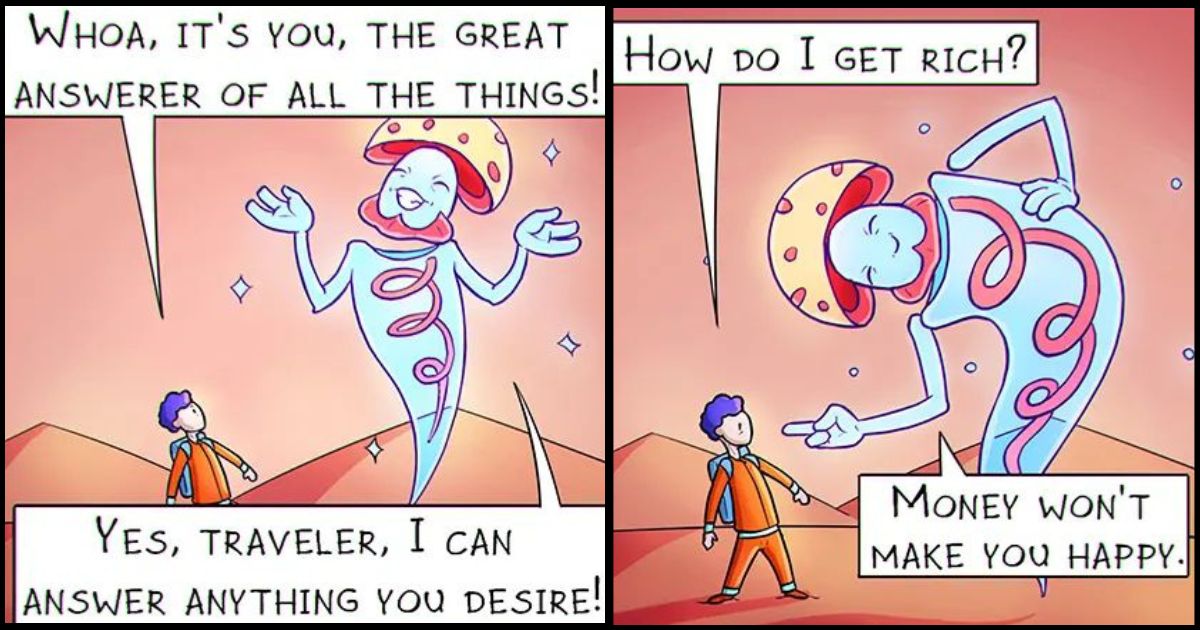 WHOA, IT'S YOU, THE GREAT
ANSWERER OF ALL THE THINGS!
YES, TRAVELER, I CAN
ANSWER ANYTHING YOU DESIRE!
HOW DO I GET RICH?
MONEY WON'T
MAKE YOU HAPPY.